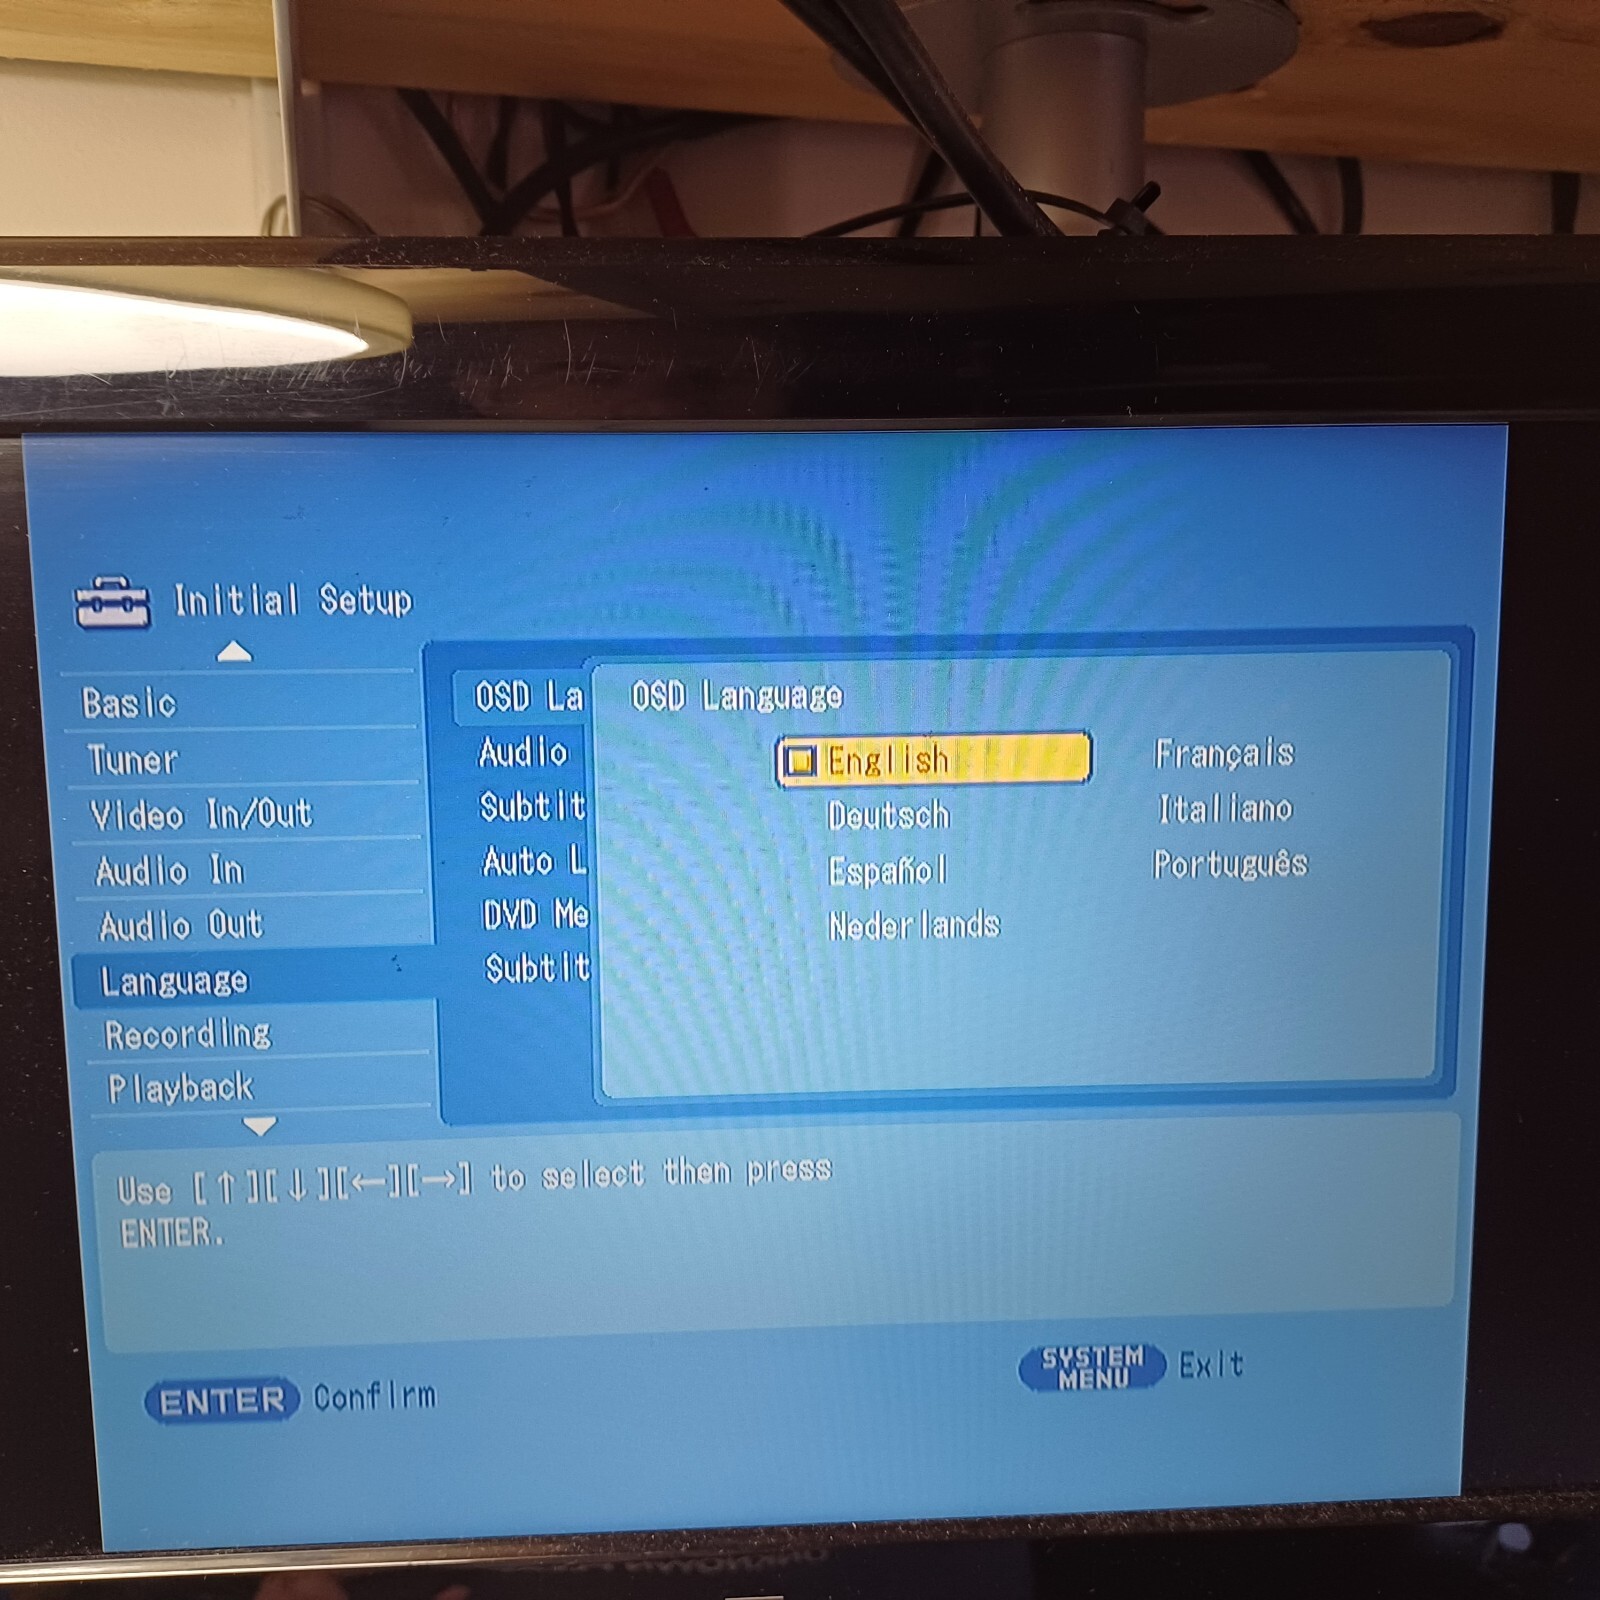 Initial Setup
Basic
Tuner
Video In/Out
Audio In
Audio Out
Language
Recording
Playback
OSD La
Audio
Subtit
Auto L
DVD Me
Subtit
OSD Language
English
Français
Deutsch
Italiano
Español
Português
Nederlands
Use [↑][↓][←][→] to select then press
ENTER.
ENTER Confirm
SYSTEM
MENU Exit